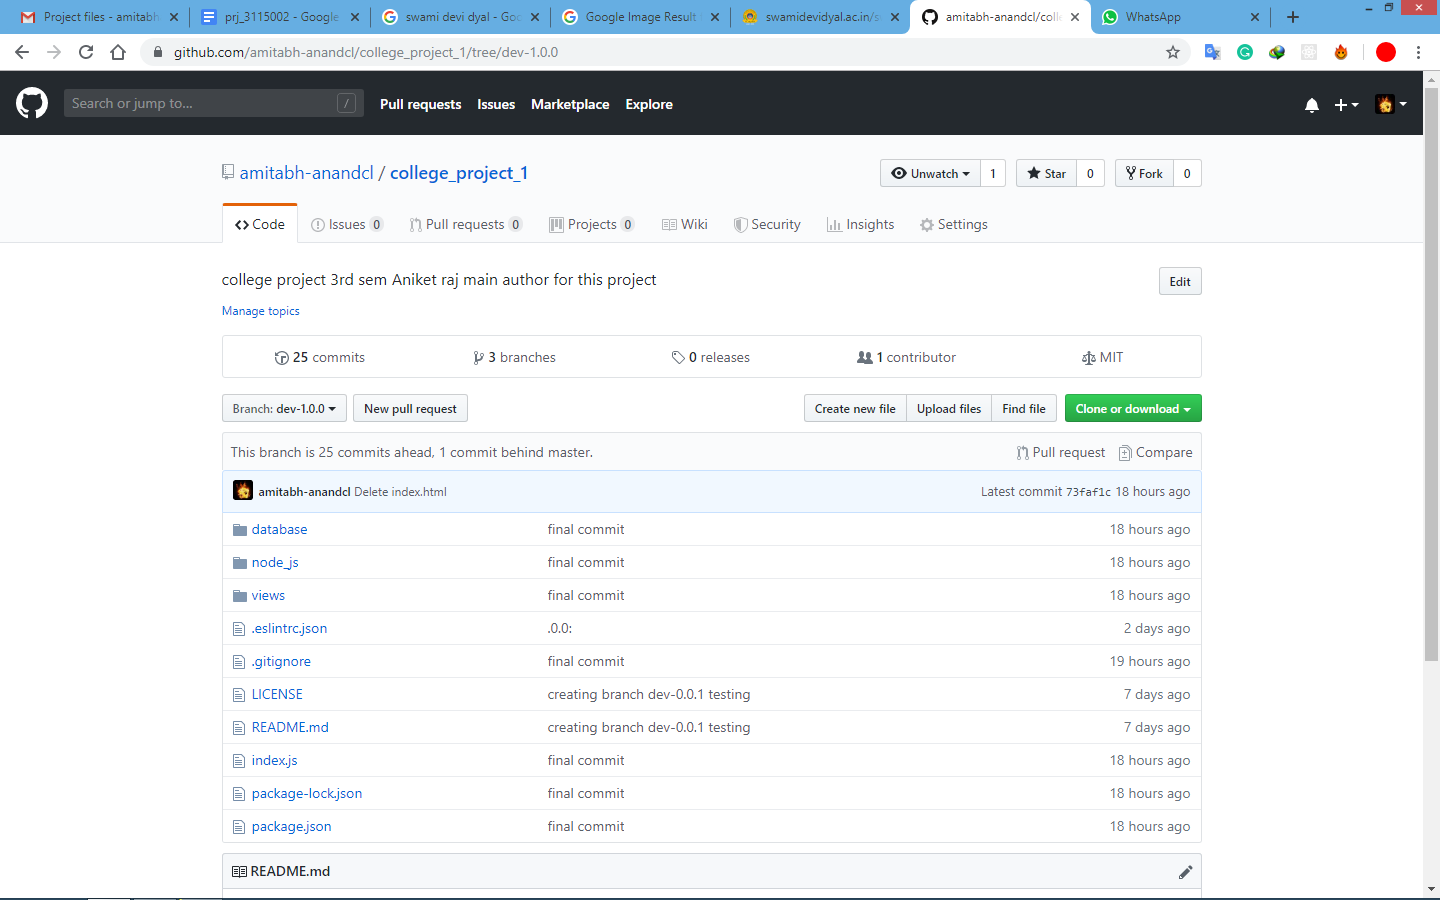 Project files - amitabh
prj_3115002 - Google
swami devi dyal - Goo
Google Image Result
swamidevidyal.ac.in/s
amitabh-anandcl/colle
WhatsApp
github.com/amitabh-anandcl/college_project_1/tree/dev-1.0.0
Search or jump to... /
Pull requests Issues Marketplace Explore
amitabh-anandcl / college_project_1
Unwatch 1 Star 0 Fork 0
Code Issues 0 Pull requests 0 Projects 0 Wiki Security Insights Settings
college project 3rd sem Aniket raj main author for this project
Edit
Manage topics
25 commits 3 branches 0 releases 1 contributor MIT
Branch: dev-1.0.0 New pull request Create new file Upload files Find file Clone or download
This branch is 25 commits ahead, 1 commit behind master. Pull request Compare
amitabh-anandcl Delete index.html Latest commit 73faf1c 18 hours ago
database final commit 18 hours ago
node_js final commit 18 hours ago
views final commit 18 hours ago
.eslintrc.json .0.0: 2 days ago
.gitignore final commit 19 hours ago
LICENSE creating branch dev-0.0.1 testing 7 days ago
README.md creating branch dev-0.0.1 testing 7 days ago
index.js final commit 18 hours ago
package-lock.json final commit 18 hours ago
package.json final commit 18 hours ago
README.md